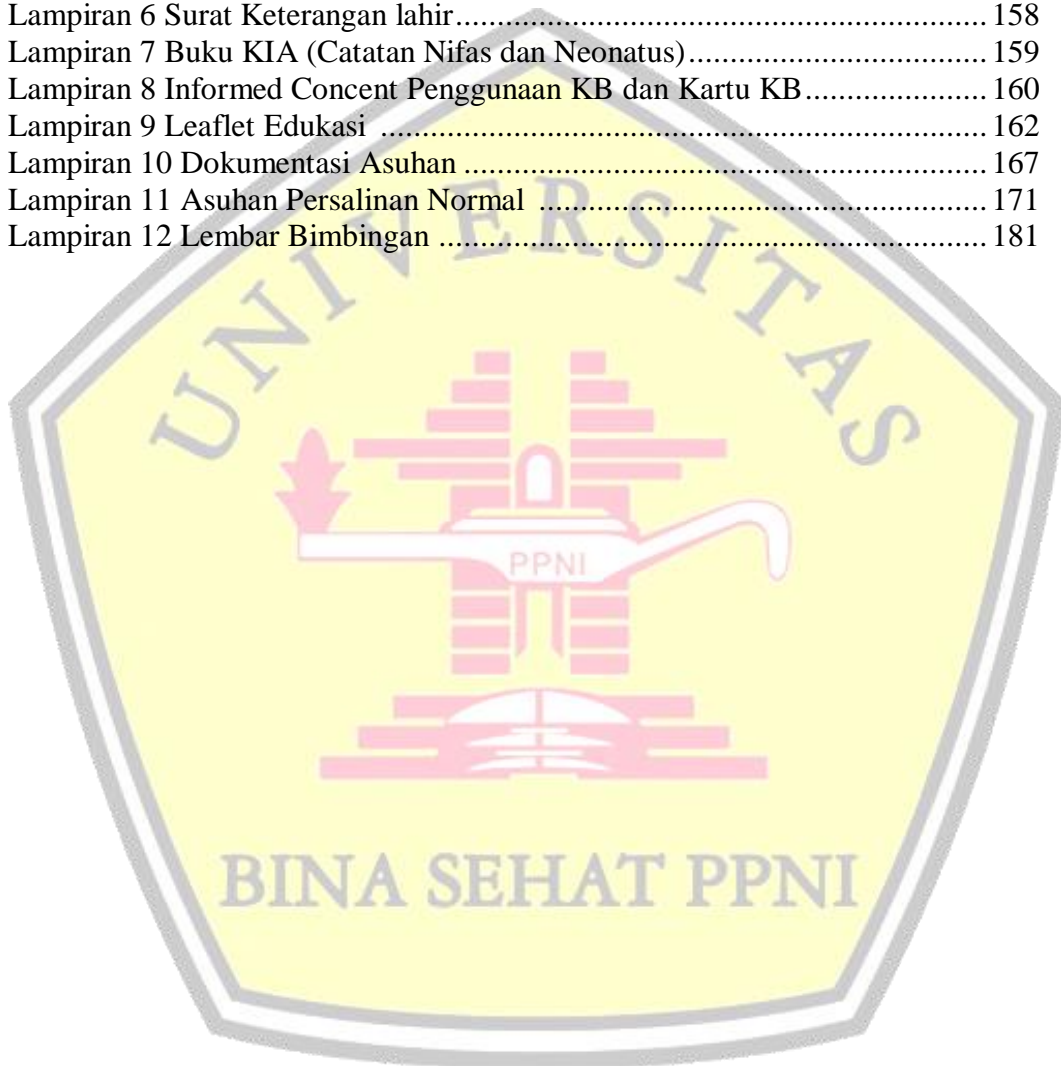 Lampiran 6 Surat Keterangan lahir.................................................................... 158
Lampiran 7 Buku KIA (Catatan Nifas dan Neonatus)...................................... 159
Lampiran 8 Informed Concent Penggunaan KB dan Kartu KB....................... 160
Lampiran 9 Leaflet Edukasi ............................................................................. 162
Lampiran 10 Dokumentasi Asuhan ................................................................... 167
Lampiran 11 Asuhan Persalinan Normal .......................................................... 171
Lampiran 12 Lembar Bimbingan ...................................................................... 181
UNIVERSITAS
PPNI
BINA SEHAT PPNI